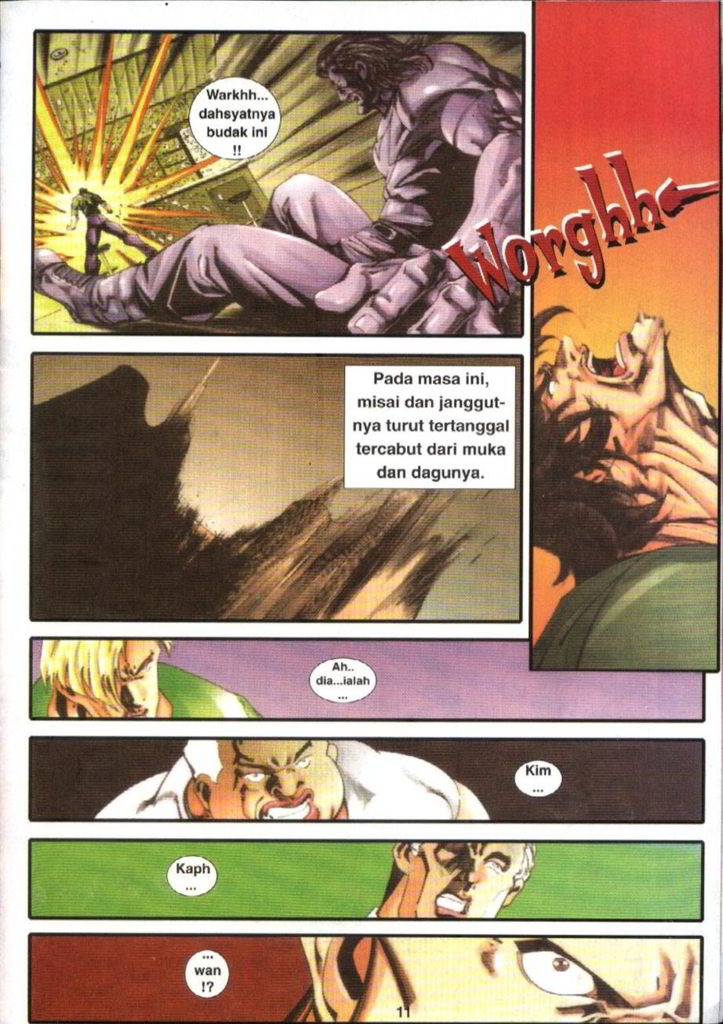 Warkhh...
dahsyatnya
budak ini
!!
Worghh
Pada masa ini,
misai dan janggut-
nya turut tertanggal
tercabut dari muka
dan dagunya.
Ah..
dia...ialah
...
Kim
...
Kaph
...
...
wan
!?
11